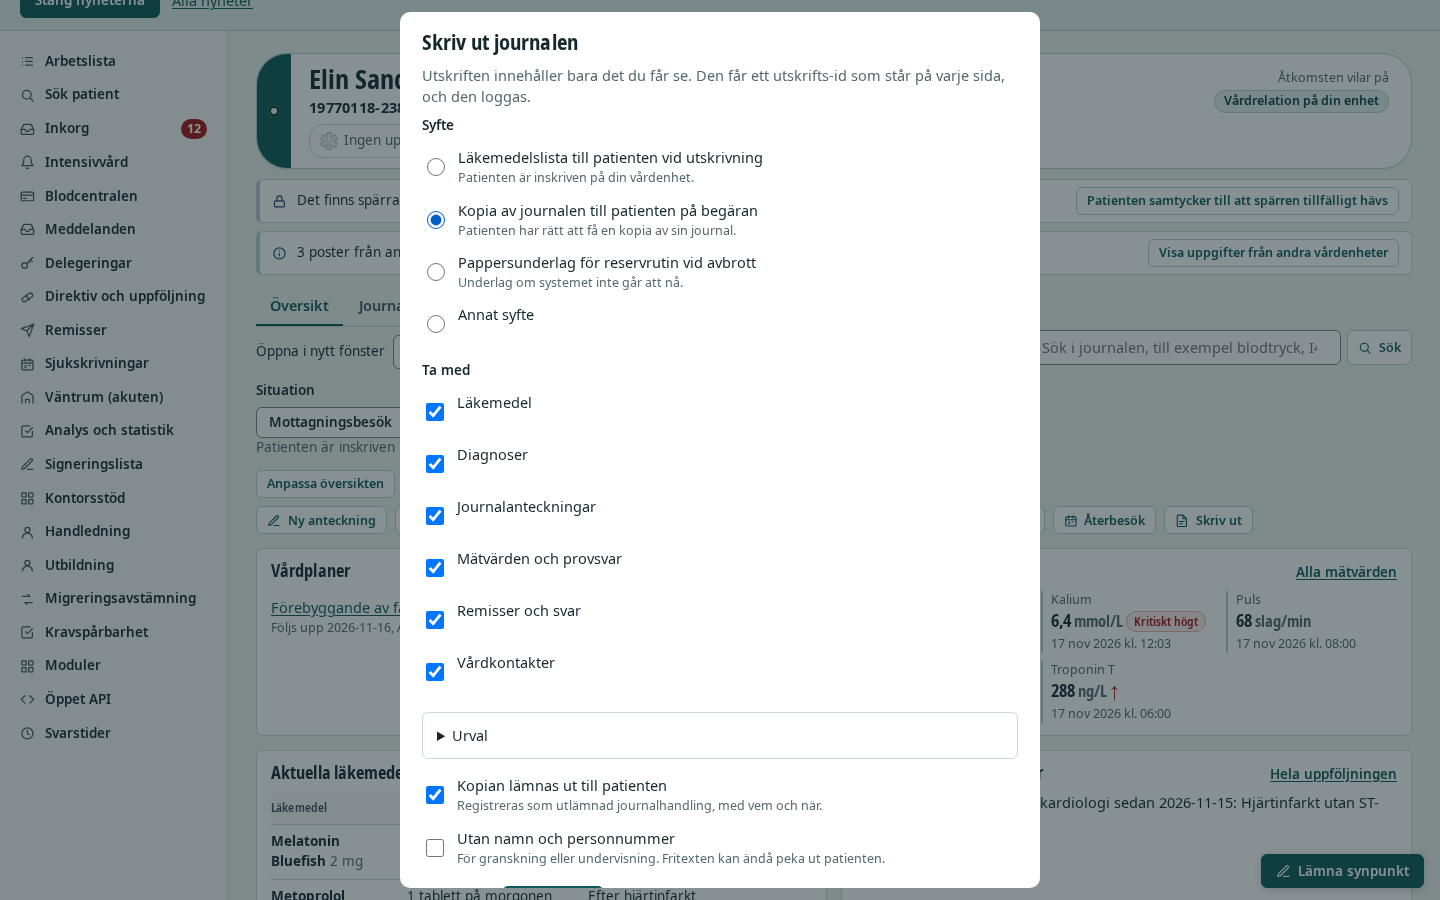 Stäng nyheterna
Alla nyheter
Arbetslista
Sök patient
Inkorg 12
Intensivvård
Blodcentralen
Meddelanden
Delegeringar
Direktiv och uppföljning
Remisser
Sjukskrivningar
Väntrum (akuten)
Analys och statistik
Signeringslista
Kontorsstöd
Handledning
Utbildning
Migreringsavstämning
Kravspårbarhet
Moduler
Öppet API
Svarstider
Elin
19770118-238
Ingen
Åtkomsten vilar på
Vårdrelation på din enhet
Det finns
Patienten samtycker till att spärren tillfälligt hävs
3 poster från
Visa uppgifter från andra vårdenheter
Översikt
Öppna i nytt fönster
Sök i journalen, till exempel blodtryck,
Sök
Situation
Mottagningsbesök
Patienten är inskriven
Anpassa översikten
Ny anteckning
Återbesök
Skriv ut
Vårdplaner
Förebyggande av
Följs upp 2026-11-16,
Alla mätvärden
Kalium
6,4 mmol/L Kritiskt högt
17 nov 2026 kl. 12:03
Puls
68 slag/min
17 nov 2026 kl. 08:00
Troponin T
288 ng/L ↑
17 nov 2026 kl. 06:00
Aktuella
Läkemedel
Melatonin
Bluefish 2 mg
Metoprolol
1 tablett på morgonen
Efter hjärtinfarkt
Hela uppföljningen
kardiologi sedan 2026-11-15: Hjärtinfarkt utan ST-
Lämna synpunkt
Skriv ut journalen
Utskriften innehåller bara det du får se. Den får ett utskrifts-id som står på varje sida,
och den loggas.
Syfte
Läkemedelslista till patienten vid utskrivning
Patienten är inskriven på din vårdenhet.
Kopia av journalen till patienten på begäran
Patienten har rätt att få en kopia av sin journal.
Pappersunderlag för reservrutin vid avbrott
Underlag om systemet inte går att nå.
Annat syfte
Ta med
Läkemedel
Diagnoser
Journalanteckningar
Mätvärden och provsvar
Remisser och svar
Vårdkontakter
Urval
Kopian lämnas ut till patienten
Registreras som utlämnad journalhandling, med vem och när.
Utan namn och personnummer
För granskning eller undervisning. Fritexten kan ändå peka ut patienten.